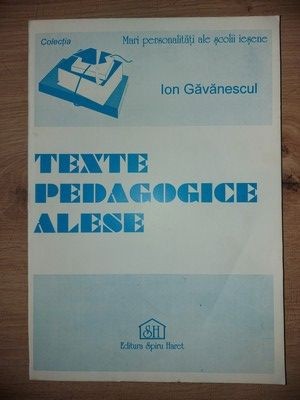 Colecția
Mari personalități ale școlii ieșene
Ion Găvănescul
TEXTE
PEDAGOGICE
ALESE
SH
Editura Spiru Haret